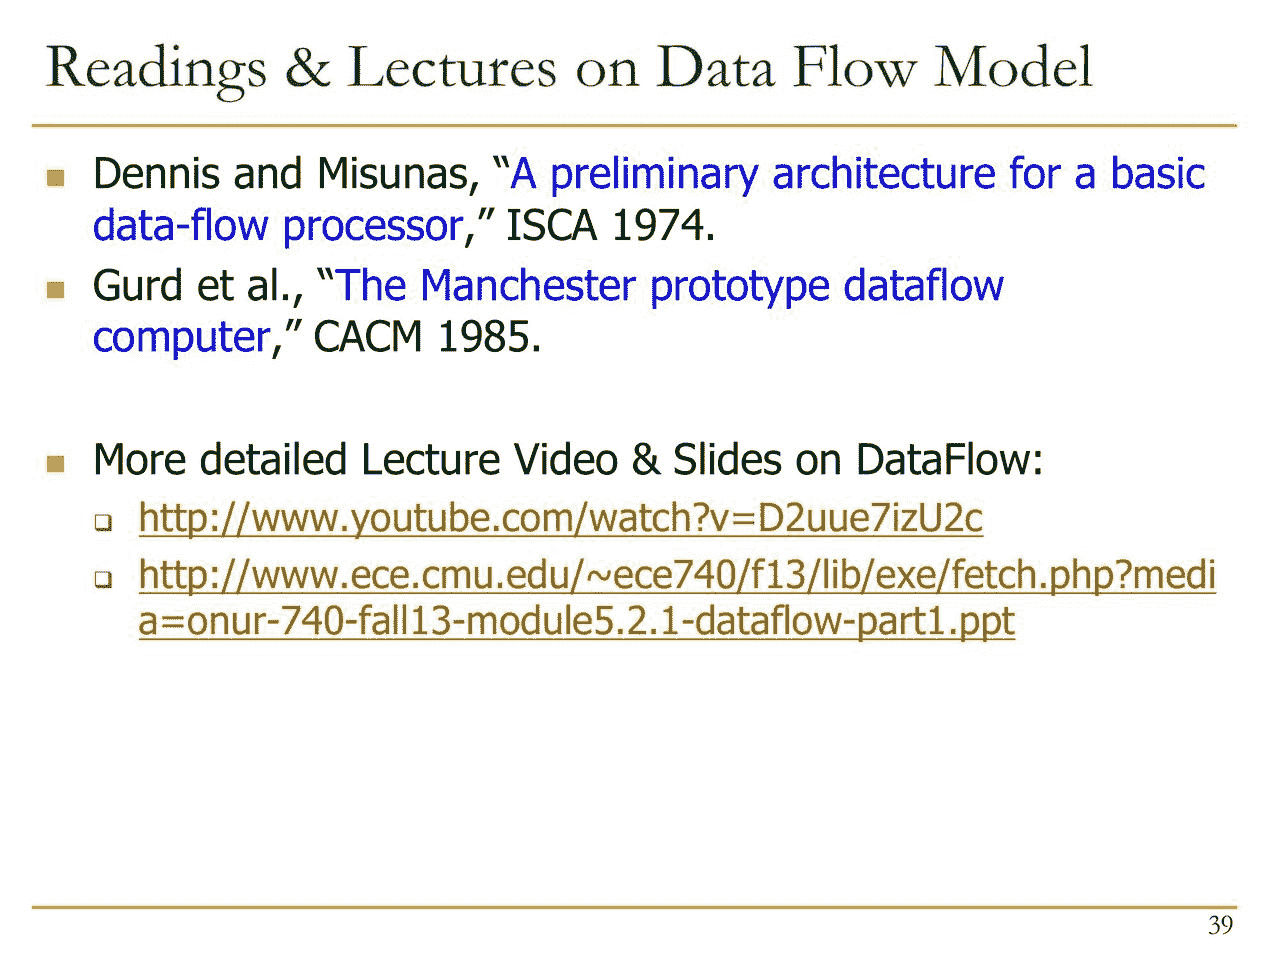 Readings & Lectures on Data Flow Model
Dennis and Misunas, “A preliminary architecture for a basic
data-flow processor,” ISCA 1974.
Gurd et al., “The Manchester prototype dataflow
computer,” CACM 1985.
More detailed Lecture Video & Slides on DataFlow:
http://www.youtube.com/watch?v=D2uue7izU2c
http://www.ece.cmu.edu/~ece740/f13/lib/exe/fetch.php?medi
a=onur-740-fall13-module5.2.1-dataflow-part1.ppt
39